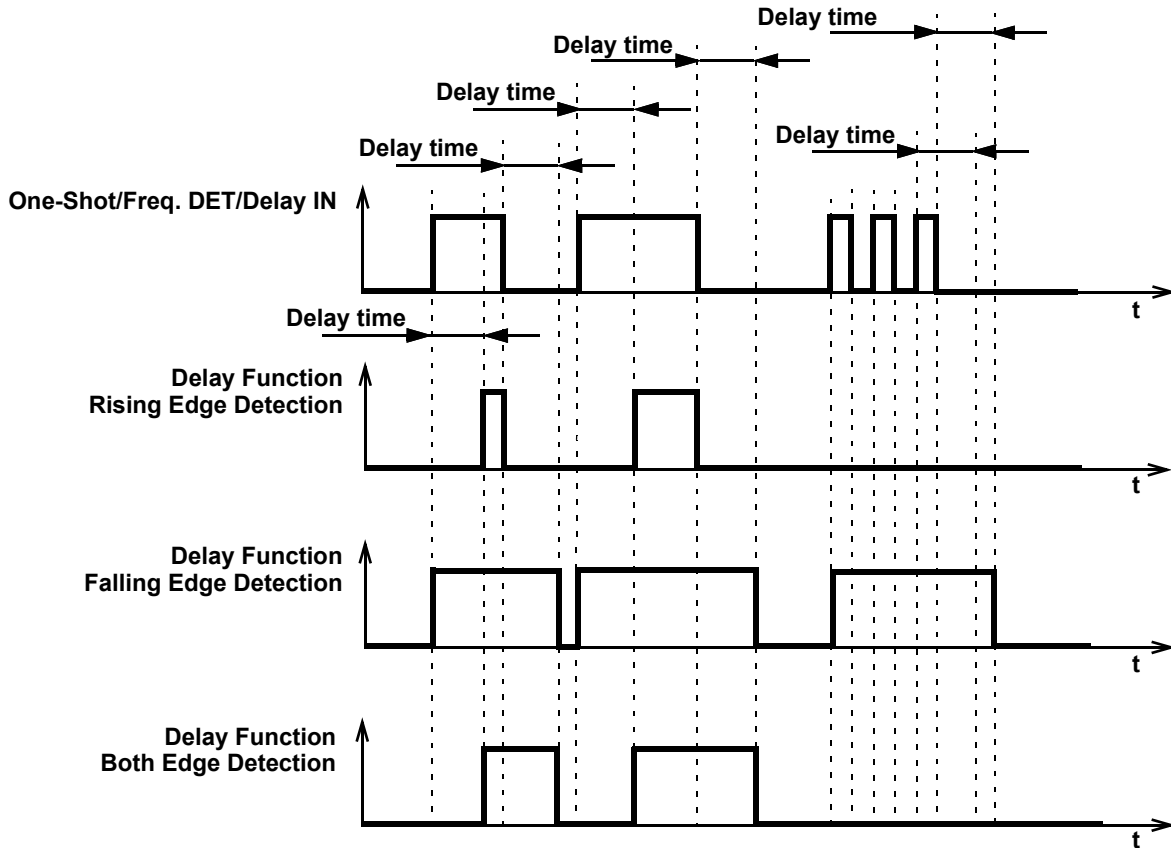 Delay time
Delay time
Delay time
Delay time
Delay time
One-Shot/Freq. DET/Delay IN
t
Delay time
Delay Function
Rising Edge Detection
t
Delay Function
Falling Edge Detection
t
Delay Function
Both Edge Detection
t